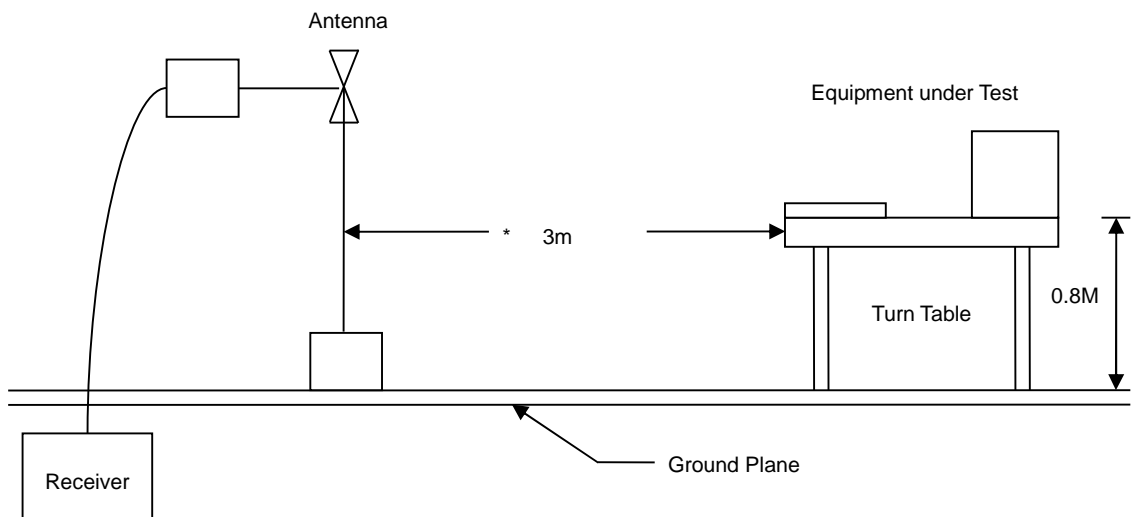 Antenna
Equipment under Test
* 3m
0.8M
Turn Table
Ground Plane
Receiver